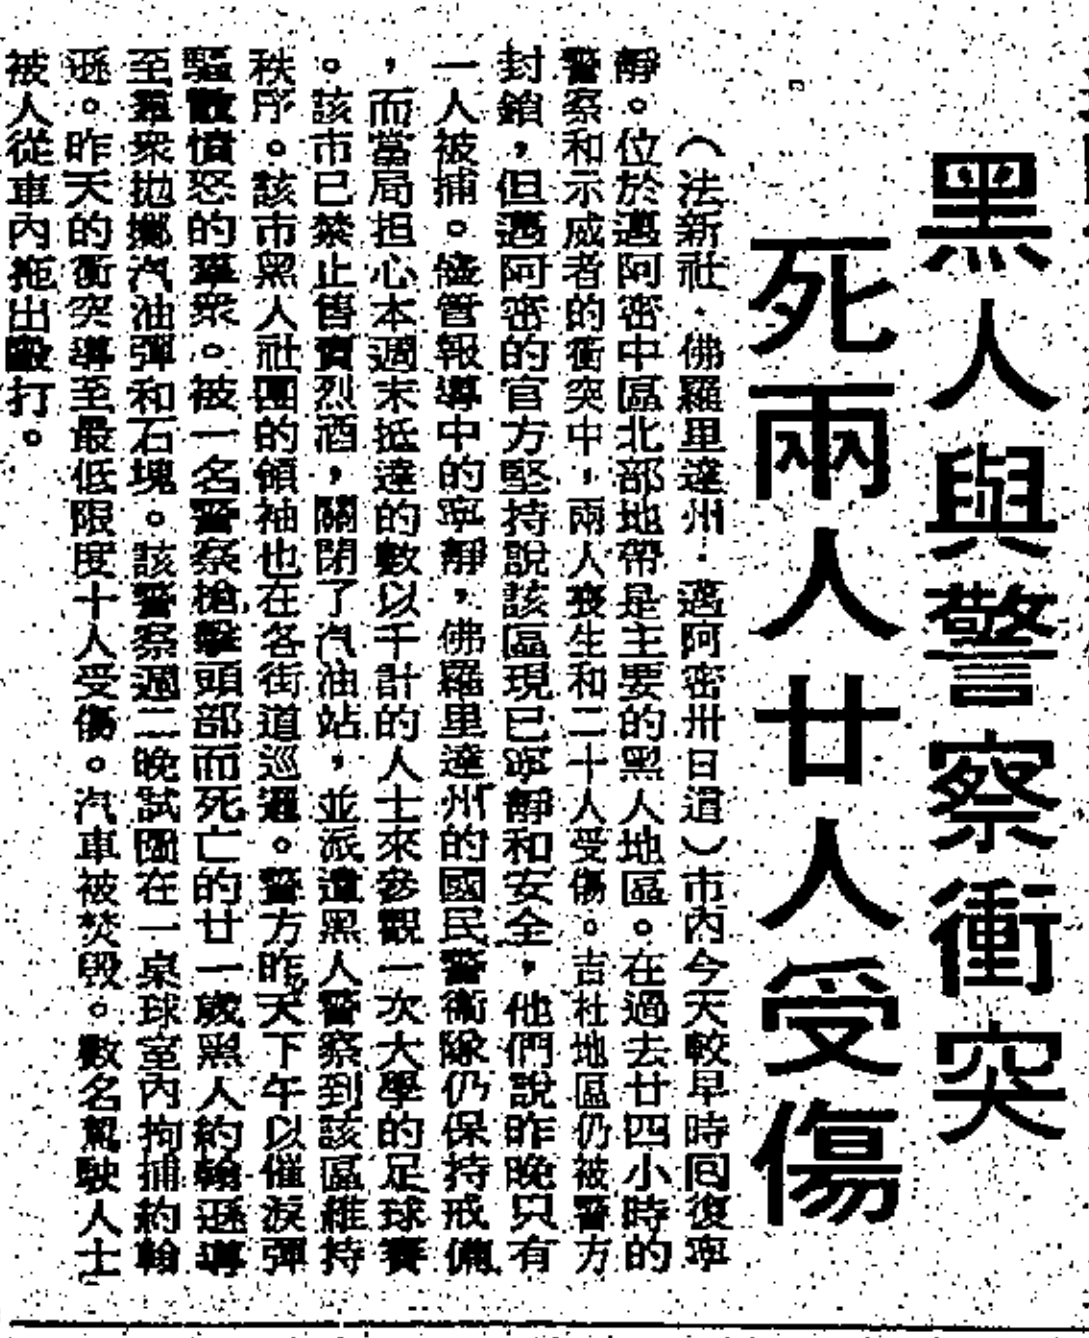 黑人與警察衝突
死兩人廿人受傷
（法新社．佛羅里達州．邁阿密卅日逍）市內今天較早時囘復寧
靜。位於邁阿密中區北部地帶是主要的黑人地區。在過去廿四小時的
警察和示威者的衝突中，兩人喪生和二十人受傷。吉杜地區仍被警方
封鎖，但邁阿密的官方堅持說該區現已寧靜和安全，他們說昨晚只有
一人被捕。儘管報導中的寧靜，佛羅里達州的國民警衛隊仍保持戒備
，而當局担心本週末抵達的數以千計的人士來參觀一次大學的足球賽
。該市已禁止售賣烈酒，關閉了汽油站，並派遣黑人警察到該區維持
秩序。該市黑人社團的領袖也在各街道巡邏。警方昨天下午以催淚彈
驅散憤怒的羣衆。被一名警察槍擊頭部而死亡的廿一歲黑人約翰遜導
至羣衆拋擲汽油彈和石塊。該警察週二晚試圖在一桌球室內拘捕約翰
遜。昨天的衝突導至最低限度十人受傷。汽車被焚毀。數名駕駛人士
被人從車內拖出毆打。